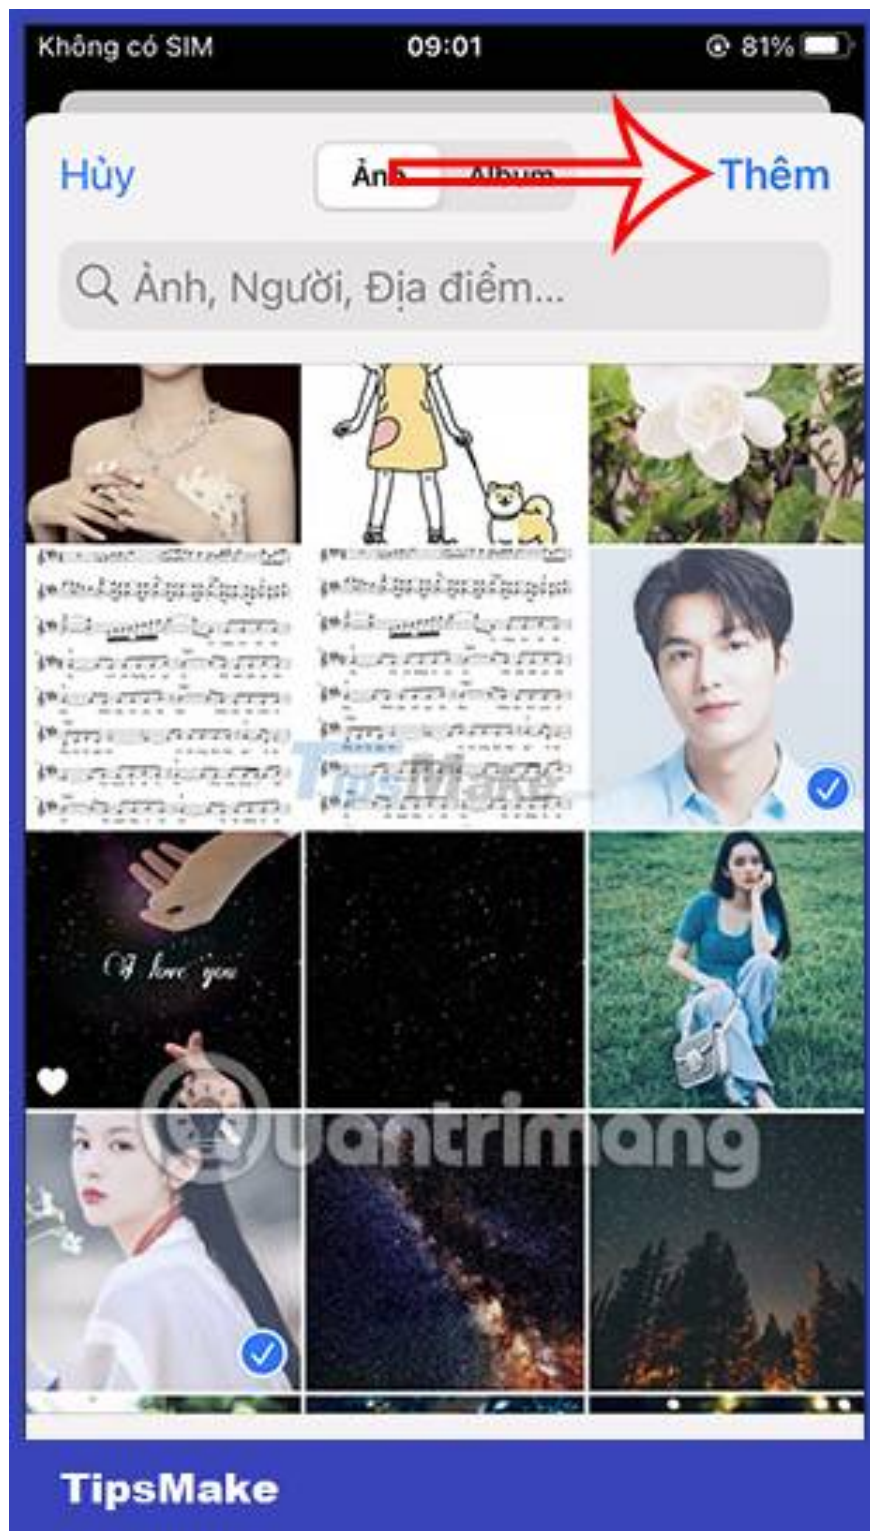 Không có SIM 09:01 81%
Hủy Ảnh Album Thêm
Ảnh, Người, Địa điểm...
TipsMake
I love you
Quantrimang
TipsMake